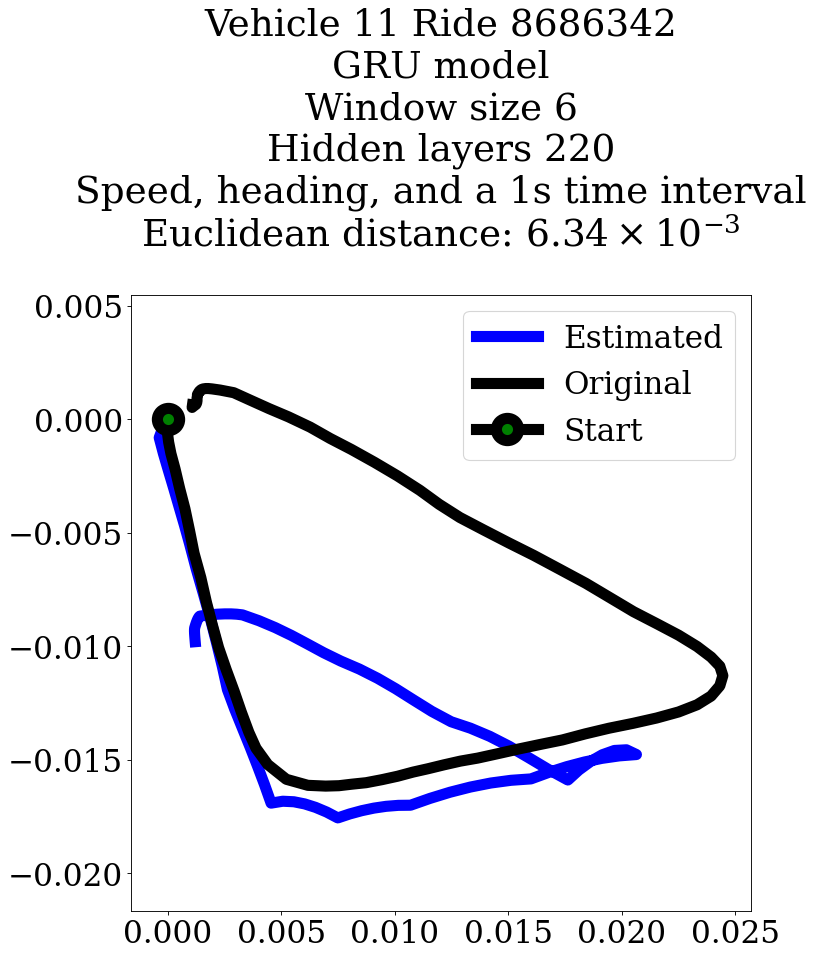 Vehicle 11 Ride 8686342
GRU model
Window size 6
Hidden layers 220
Speed, heading, and a 1s time interval
Euclidean distance: 6.34 × 10⁻³
0.005
0.000
−0.005
−0.010
−0.015
−0.020
Estimated
Original
Start
0.000 0.005 0.010 0.015 0.020 0.025